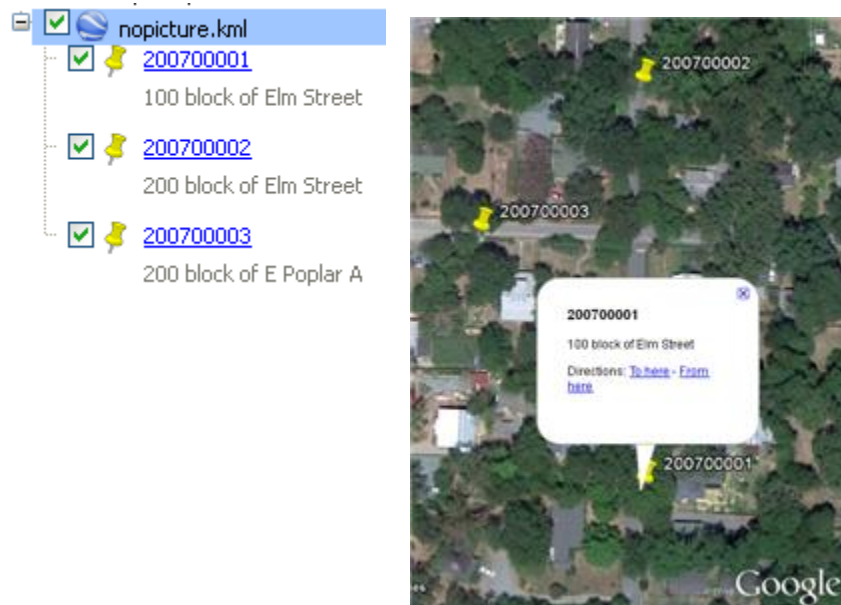 nopicture.kml
200700001
100 block of Elm Street
200700002
200 block of Elm Street
200700003
200 block of E Poplar A
200700002
200700003
200700001
100 block of Elm Street
Directions: To here - From
here
200700001
Google